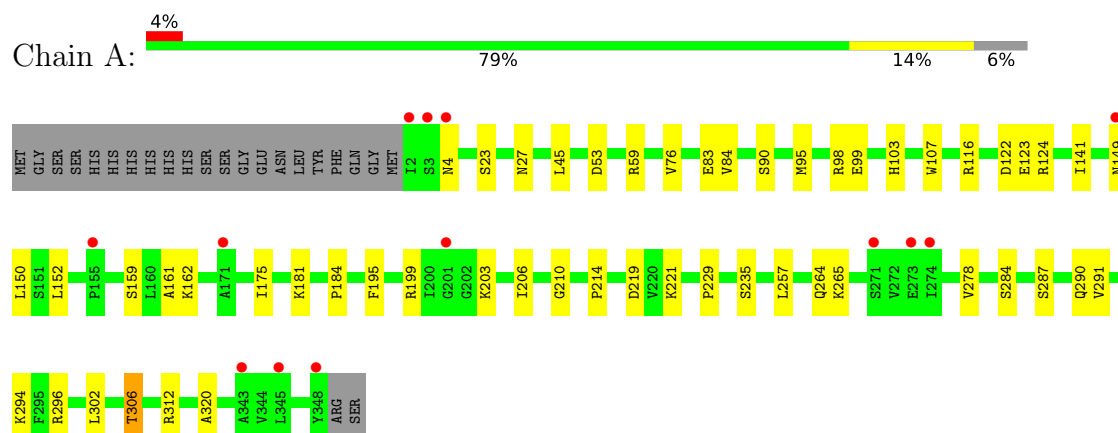 4%
Chain A:
79% 14% 6%
MET GLY SER SER HIS HIS HIS HIS HIS HIS SER SER GLY GLU ASN LEU TYR PHE GLN GLY MET I2 S3 N4 S23 N27 L45 D53 R59 V76 E83 V84 S90 M95 R98 E99 H103 W107 R116 D122 E123 R124 I141 N149
L150 S151 L152 P155 S159 L160 A161 K162 A171 I175 K181 P184 F195 R199 I200 G201 G202 K203 I206 G210 P214 D219 V220 K221 P229 S235 L257 Q264 K265 S271 V272 E273 I274 V278 S284 S287 Q290 V291
K294 F295 R296 L302 T306 R312 A320 A343 V344 L345 Y348 ARG SER